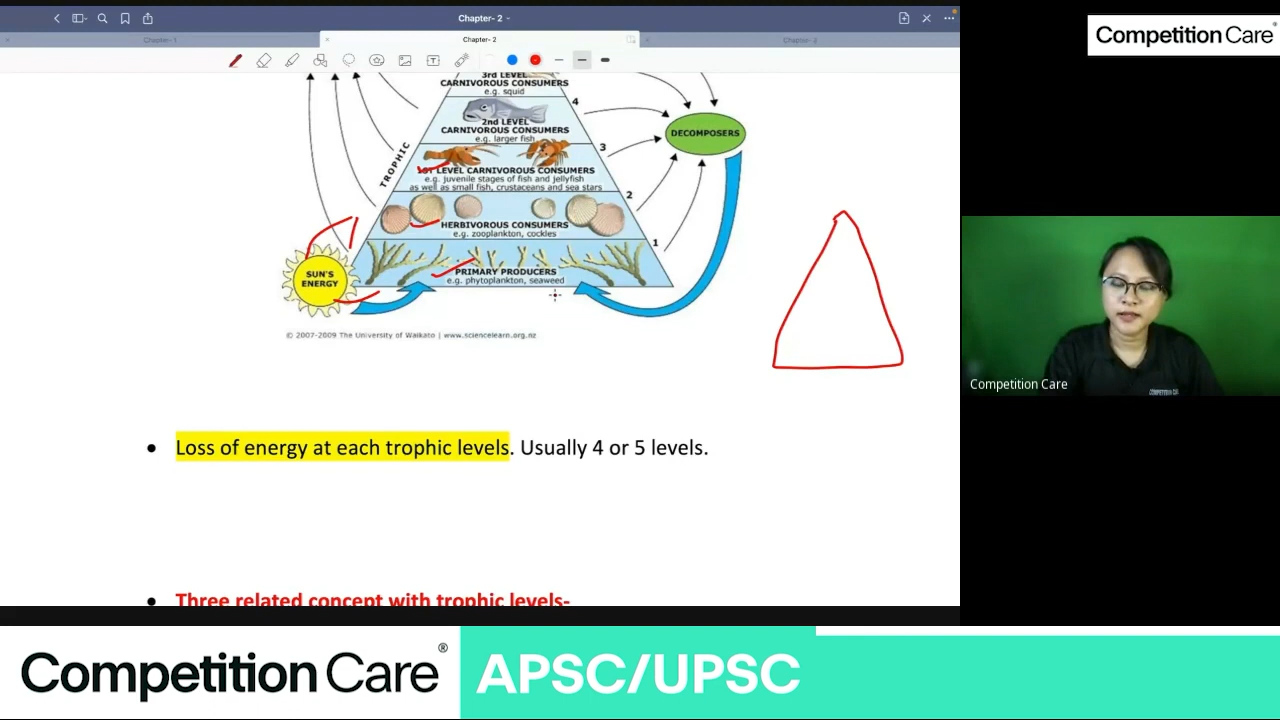 Chapter- 2
Chapter- 1
Chapter- 2
Chapter- 3
3rd LEVEL
CARNIVOROUS CONSUMERS
e.g. squid
4
2nd LEVEL
CARNIVOROUS CONSUMERS
e.g. larger fish
3
1ST LEVEL CARNIVOROUS CONSUMERS
e.g. juvenile stages of fish and jellyfish
as well as small fish, crustaceans and sea stars
2
HERBIVOROUS CONSUMERS
e.g. zooplankton, cockles
1
PRIMARY PRODUCERS
e.g. phytoplankton, seaweed
TROPHIC
DECOMPOSERS
SUN'S
ENERGY
© 2007-2009 The University of Waikato | www.sciencelearn.org.nz
• Loss of energy at each trophic levels. Usually 4 or 5 levels.
• Three related concept with trophic levels-
Competition Care
Competition Care
Competition Care®
APSC/UPSC